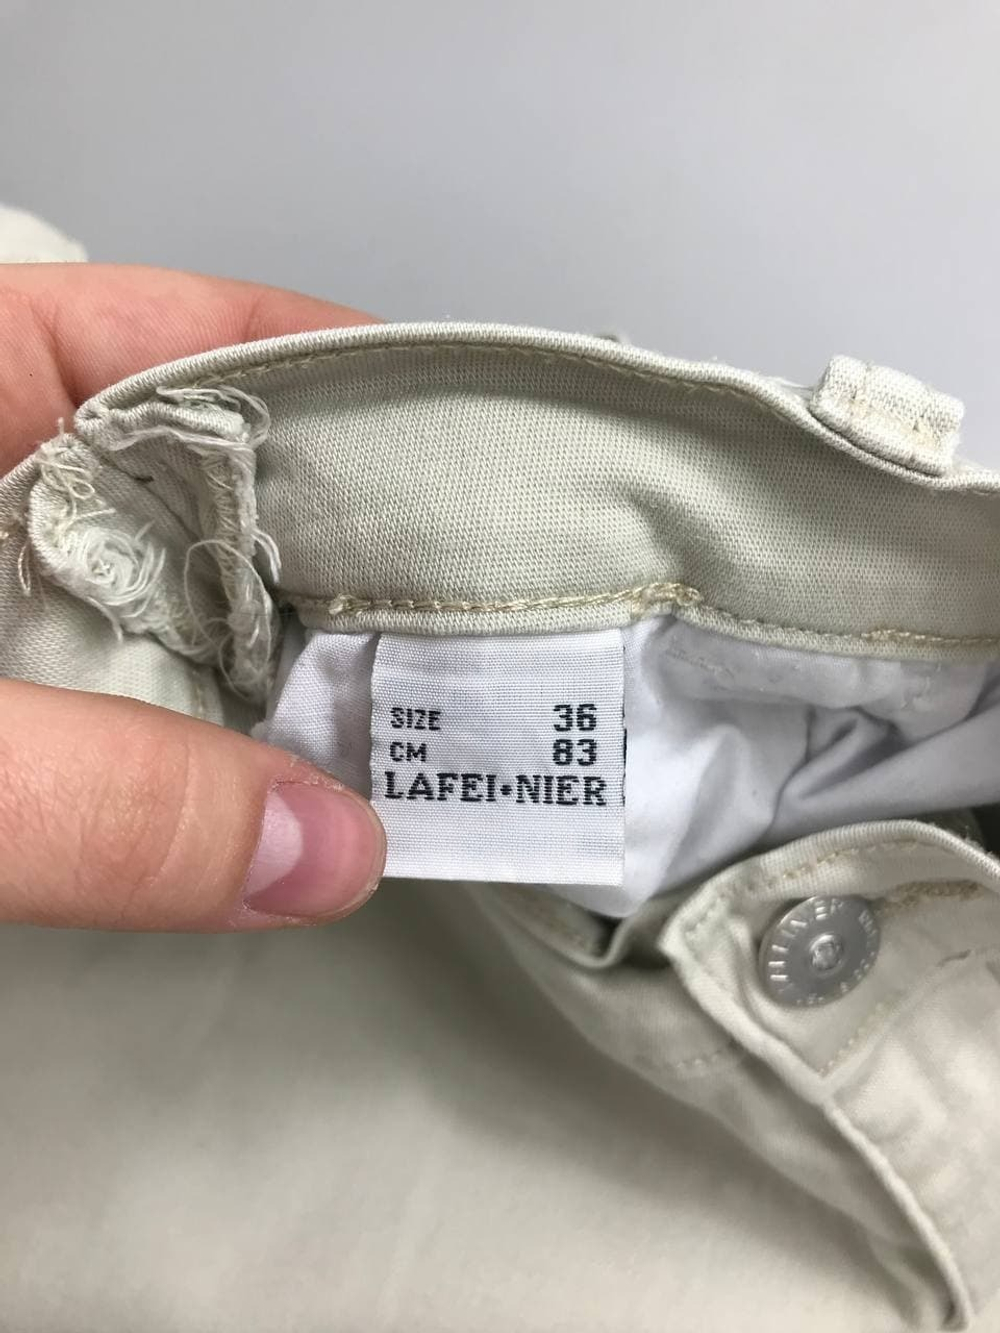 SIZE 36
CM 83
LAFEI•NIER